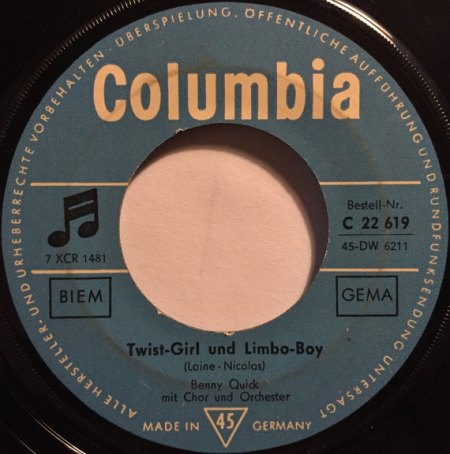 ALLE HERSTELLER- UND URHEBERRECHTE VORBEHALTEN · ÜBERSPIELUNG, ÖFFENTLICHE AUFFÜHRUNG UND RUNDFUNKSENDUNG UNTERSAGT
Columbia
Bestell-Nr.
C 22 619
7 XCR 1481
45-DW 6211
BIEM
GEMA
Twist-Girl und Limbo-Boy
(Laine - Nicolas)
Benny Quick
mit Chor und Orchester
MADE IN 45 GERMANY